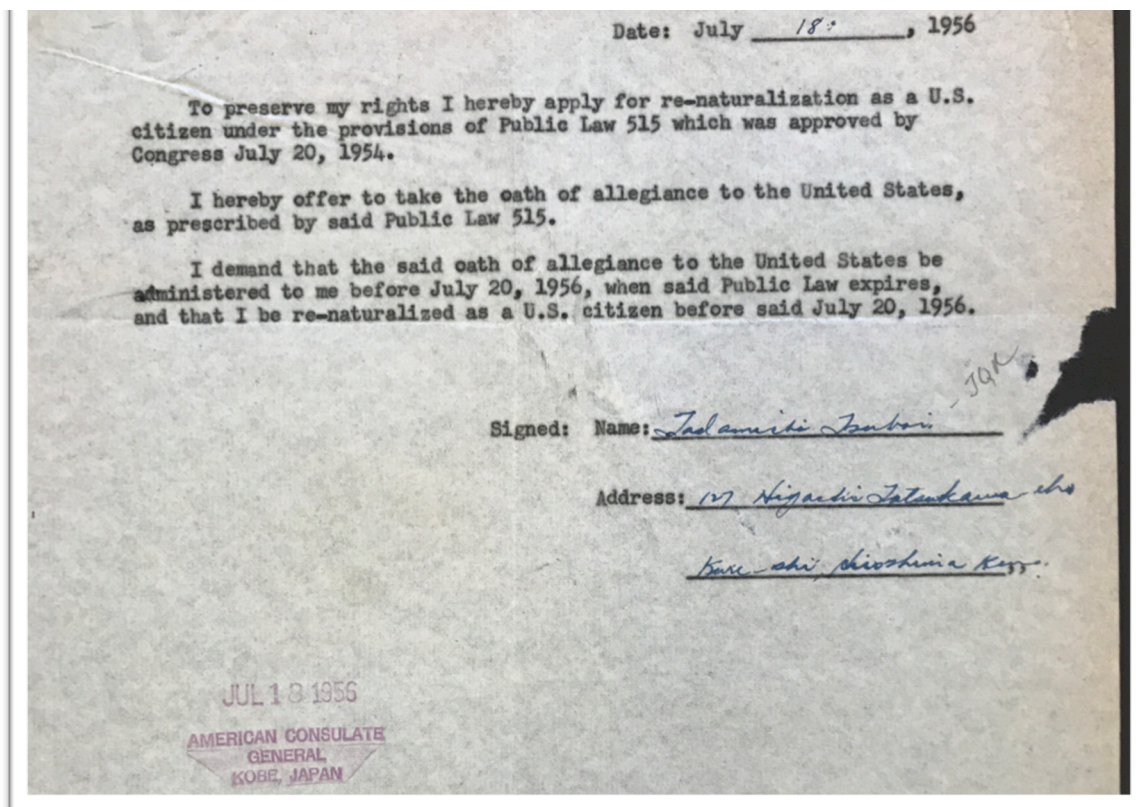 Date: July 18, 1956
To preserve my rights I hereby apply for re-naturalization as a U.S.
citizen under the provisions of Public Law 515 which was approved by
Congress July 20, 1954.
I hereby offer to take the oath of allegiance to the United States,
as prescribed by said Public Law 515.
I demand that the said oath of allegiance to the United States be
administered to me before July 20, 1956, when said Public Law expires,
and that I be re-naturalized as a U.S. citizen before said July 20, 1956.
Signed: Name: Tadamichi Tsuboi
Address: 127 Higashi Tatsukawa cho
Kure-shi, Hiroshima Ken.
JUL 18 1956
AMERICAN CONSULATE
GENERAL
KOBE, JAPAN